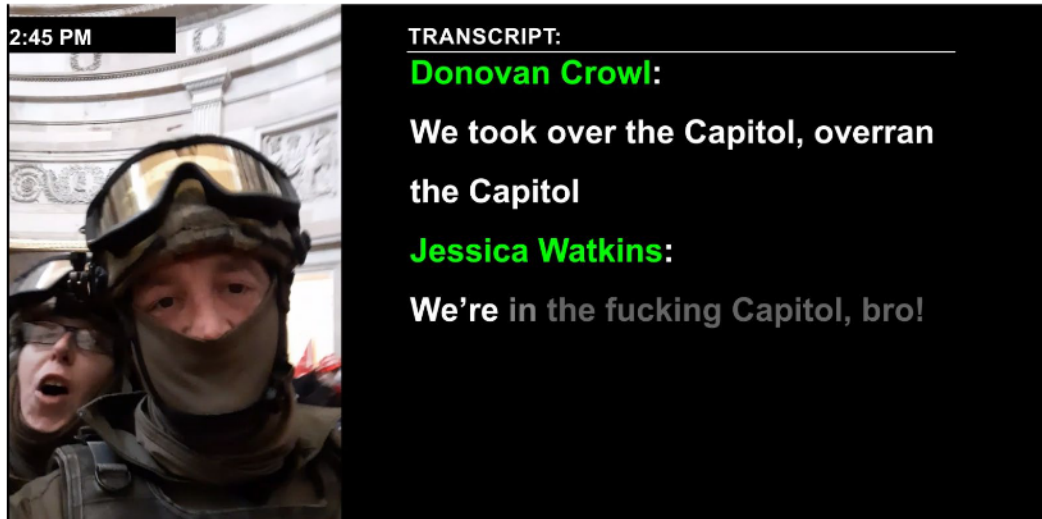 2:45 PM
TRANSCRIPT:
Donovan Crowl:
We took over the Capitol, overran
the Capitol
Jessica Watkins:
We’re in the fucking Capitol, bro!